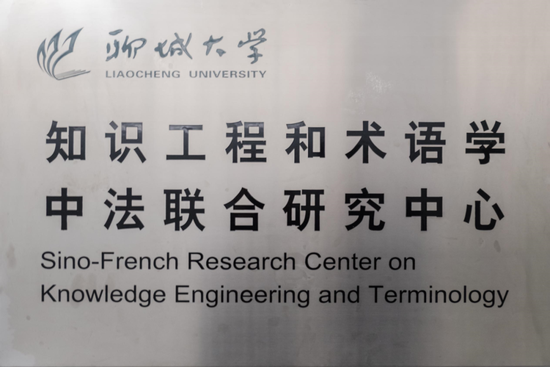 聊城大学
LIAOCHENG UNIVERSITY
知识工程和术语学
中法联合研究中心
Sino-French Research Center on
Knowledge Engineering and Terminology